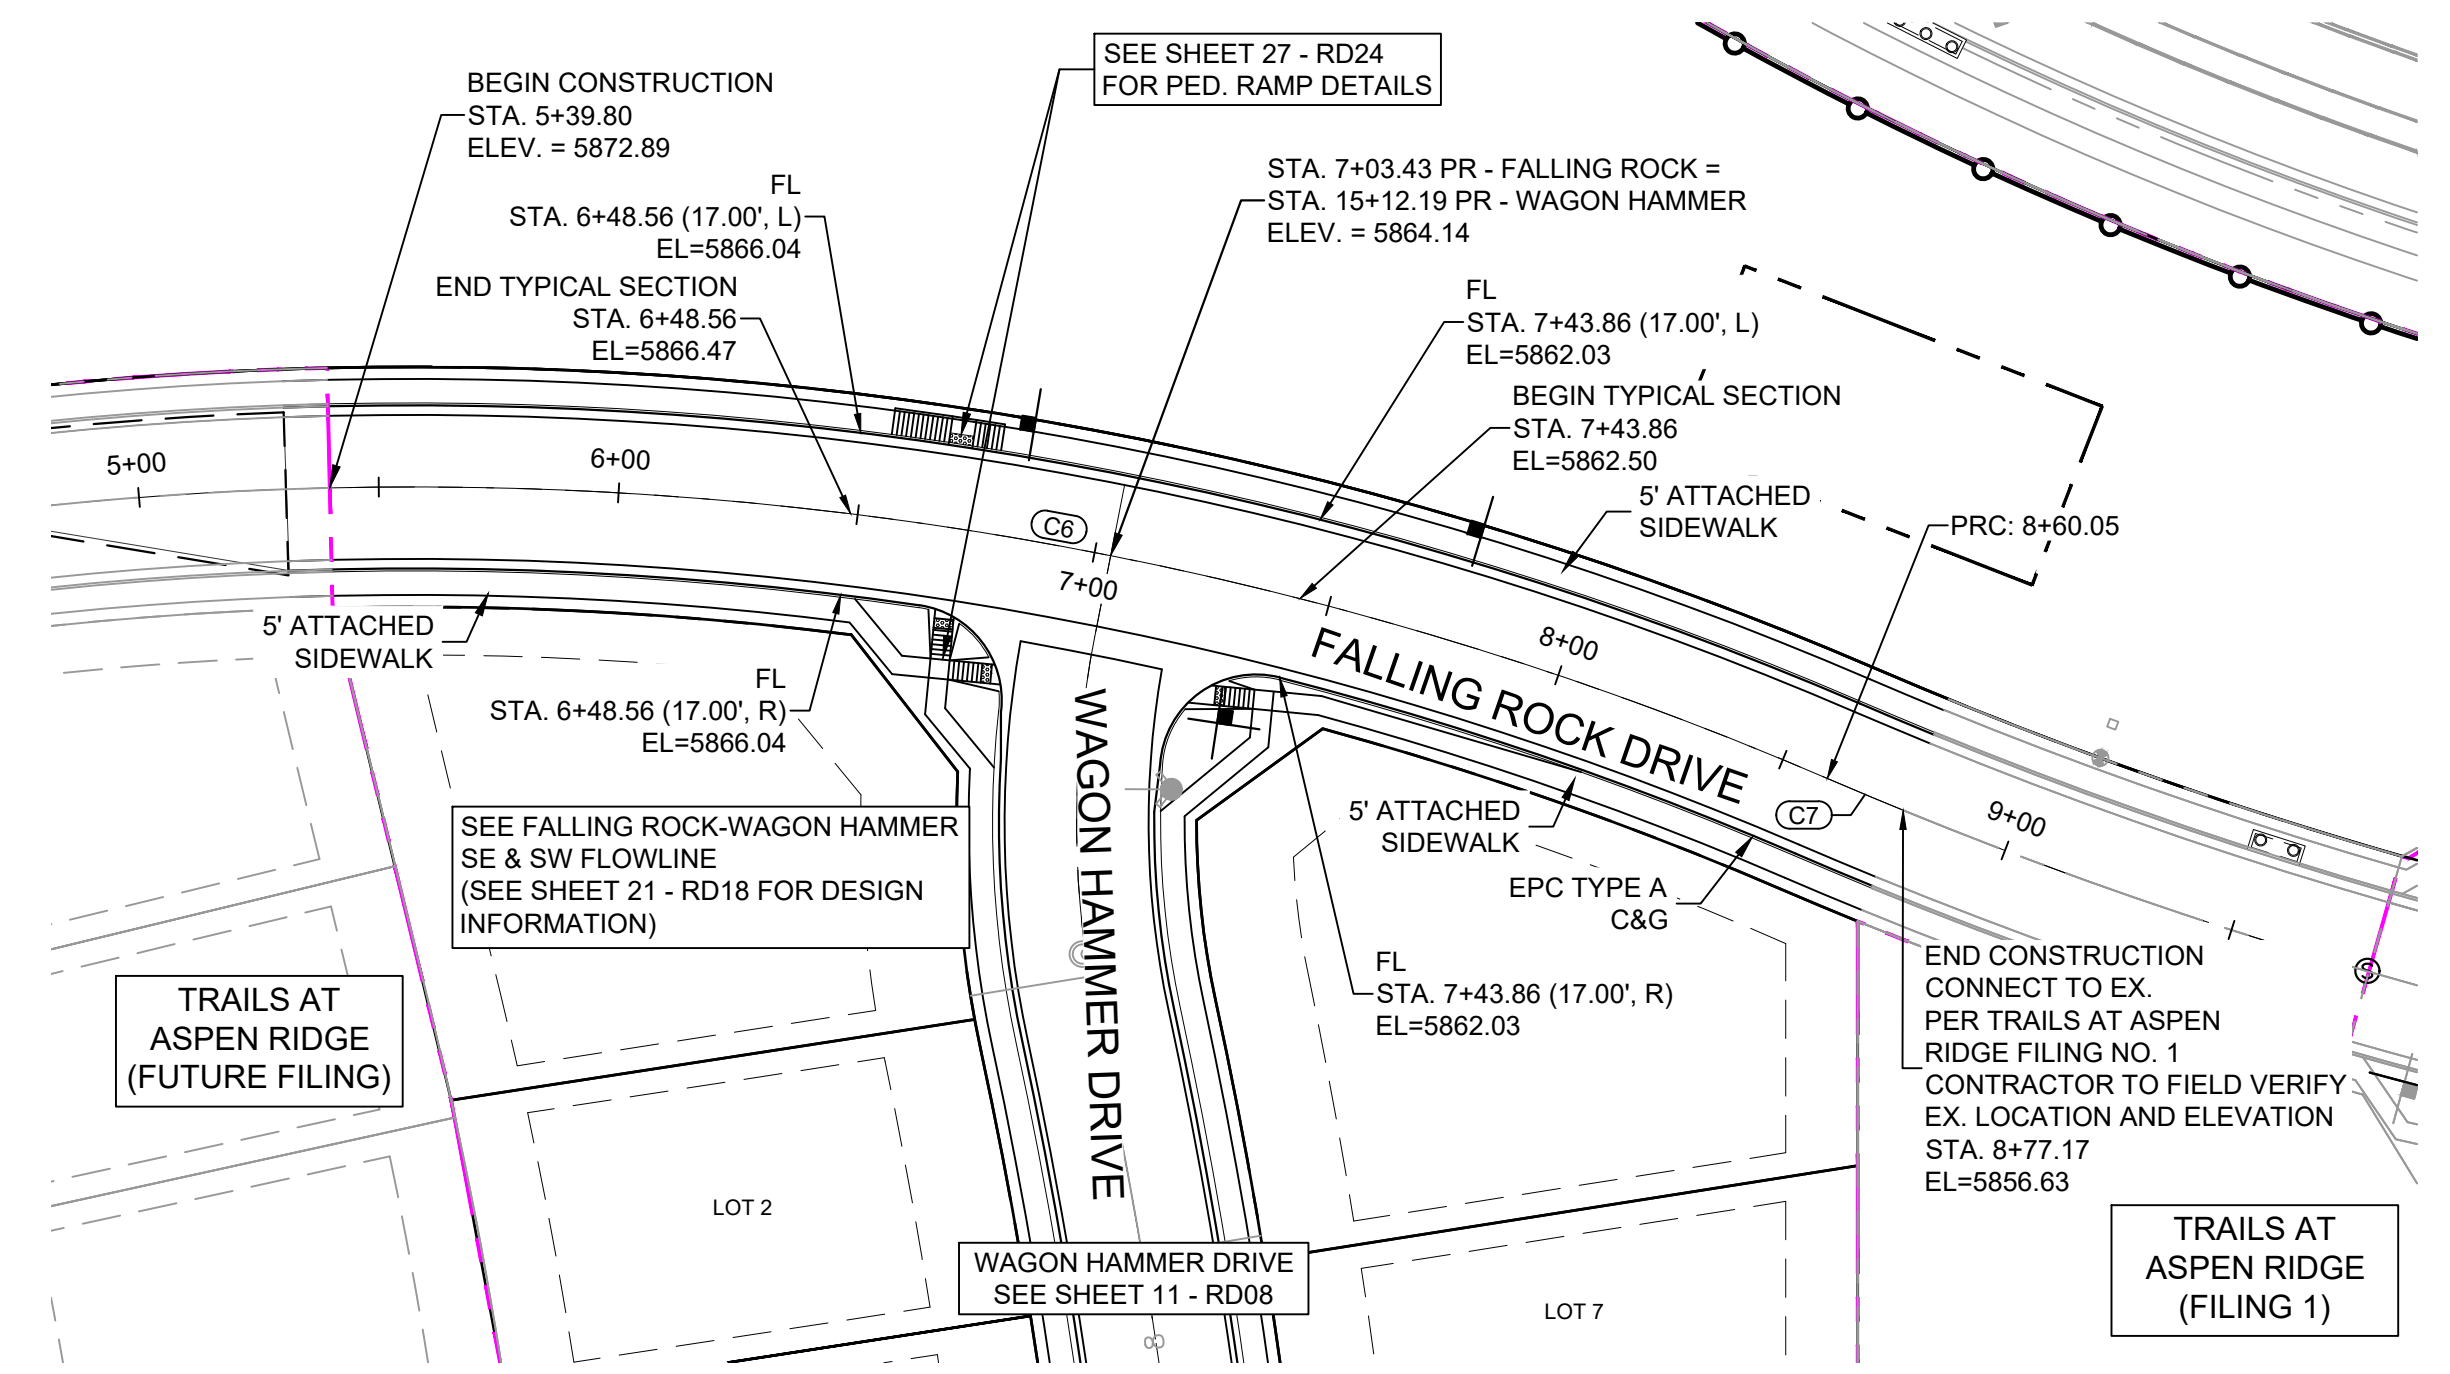 SEE SHEET 27 - RD24
FOR PED. RAMP DETAILS
BEGIN CONSTRUCTION
STA. 5+39.80
ELEV. = 5872.89
FL
STA. 6+48.56 (17.00', L)
EL=5866.04
END TYPICAL SECTION
STA. 6+48.56
EL=5866.47
STA. 7+03.43 PR - FALLING ROCK =
STA. 15+12.19 PR - WAGON HAMMER
ELEV. = 5864.14
FL
STA. 7+43.86 (17.00', L)
EL=5862.03
BEGIN TYPICAL SECTION
STA. 7+43.86
EL=5862.50
5' ATTACHED
SIDEWALK
PRC: 8+60.05
5+00
6+00
C6
7+00
8+00
9+00
C7
FALLING ROCK DRIVE
5' ATTACHED
SIDEWALK
FL
STA. 6+48.56 (17.00', R)
EL=5866.04
WAGON HAMMER DRIVE
SEE FALLING ROCK-WAGON HAMMER
SE & SW FLOWLINE
(SEE SHEET 21 - RD18 FOR DESIGN
INFORMATION)
5' ATTACHED
SIDEWALK
EPC TYPE A
C&G
FL
STA. 7+43.86 (17.00', R)
EL=5862.03
END CONSTRUCTION
CONNECT TO EX.
PER TRAILS AT ASPEN
RIDGE FILING NO. 1
CONTRACTOR TO FIELD VERIFY
EX. LOCATION AND ELEVATION
STA. 8+77.17
EL=5856.63
S
TRAILS AT
ASPEN RIDGE
(FUTURE FILING)
LOT 2
WAGON HAMMER DRIVE
SEE SHEET 11 - RD08
LOT 7
TRAILS AT
ASPEN RIDGE
(FILING 1)